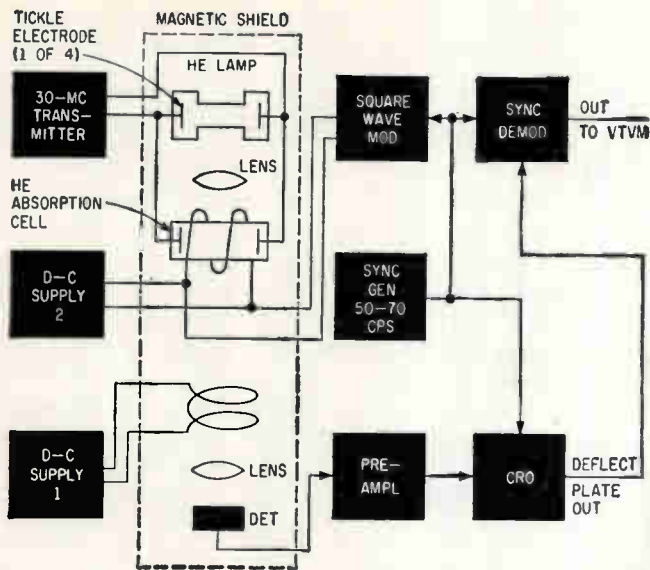 TICKLE
ELECTRODE
(1 OF 4)
MAGNETIC SHIELD
HE LAMP
30-MC
TRANS-
MITTER
SQUARE
WAVE
MOD
SYNC
DEMOD
OUT
TO VTVM
LENS
HE
ABSORPTION
CELL
D-C
SUPPLY
2
SYNC
GEN
50-70
CPS
D-C
SUPPLY
1
LENS
DET
PRE-
AMPL
CRO
DEFLECT
PLATE
OUT